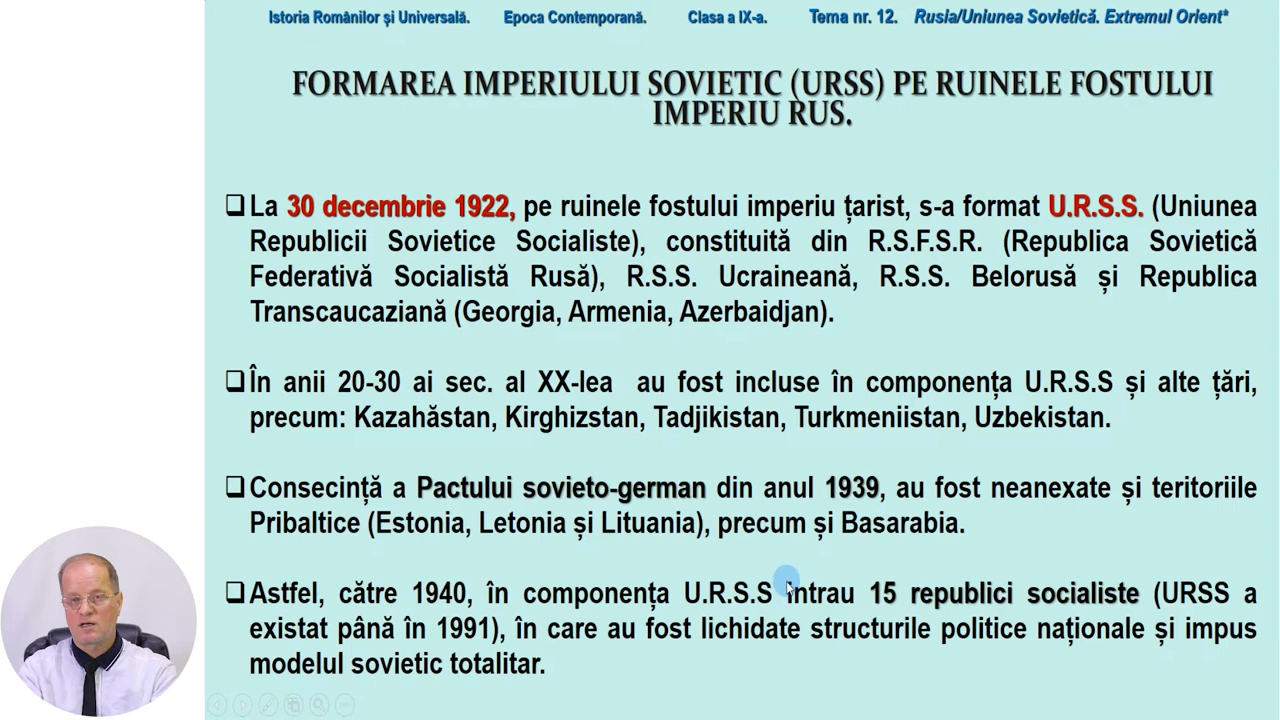 Istoria Românilor și Universală. Epoca Contemporană. Clasa a IX-a. Tema nr. 12. Rusia/Uniunea Sovietică. Extremul Orient*
FORMAREA IMPERIULUI SOVIETIC (URSS) PE RUINELE FOSTULUI
IMPERIU RUS.
La 30 decembrie 1922, pe ruinele fostului imperiu țarist, s-a format U.R.S.S. (Uniunea
Republicii Sovietice Socialiste), constituită din R.S.F.S.R. (Republica Sovietică
Federativă Socialistă Rusă), R.S.S. Ucraineană, R.S.S. Belorusă și Republica
Transcaucaziană (Georgia, Armenia, Azerbaidjan).
În anii 20-30 ai sec. al XX-lea au fost incluse în componența U.R.S.S și alte țări,
precum: Kazahăstan, Kirghizstan, Tadjikistan, Turkmeniistan, Uzbekistan.
Consecință a Pactului sovieto-german din anul 1939, au fost neanexate și teritoriile
Pribaltice (Estonia, Letonia și Lituania), precum și Basarabia.
Astfel, către 1940, în componența U.R.S.S intrau 15 republici socialiste (URSS a
existat până în 1991), în care au fost lichidate structurile politice naționale și impus
modelul sovietic totalitar.